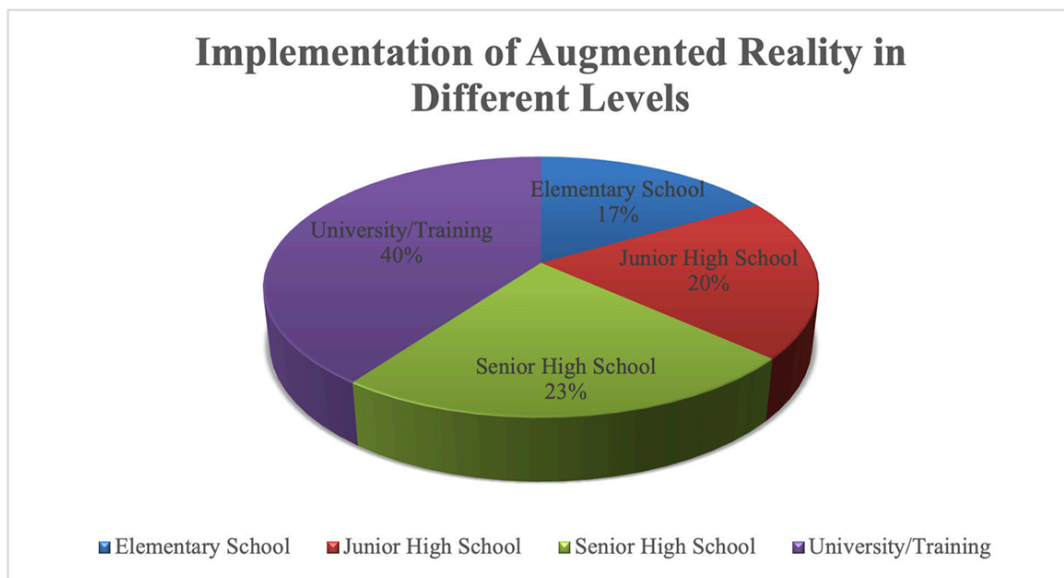 Implementation of Augmented Reality in
Different Levels
Elementary School
17%
University/Training
40%
Junior High School
20%
Senior High School
23%
Elementary School
Junior High School
Senior High School
University/Training